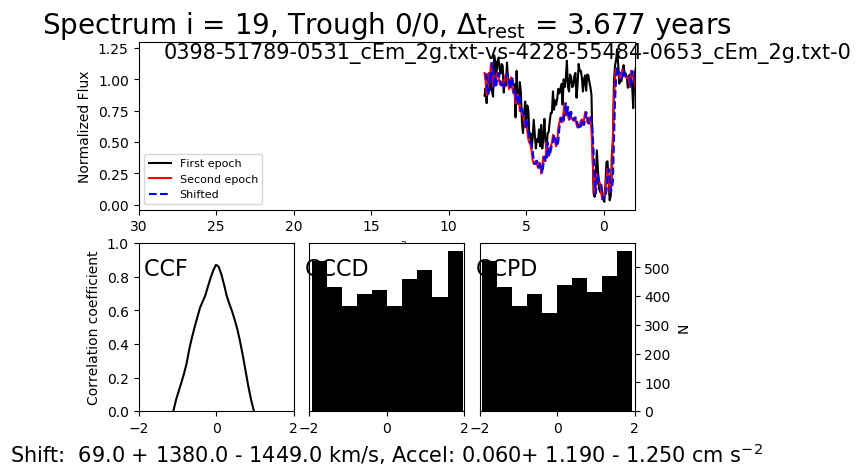 Spectrum i = 19, Trough 0/0, Δt_rest = 3.677 years
0398-51789-0531_cEm_2g.txt-vs-4228-55484-0653_cEm_2g.txt-0
Normalized Flux
1.25
1.00
0.75
0.50
0.25
0.00
First epoch
Second epoch
Shifted
30 25 20 15 10 5 0
Correlation coefficient
1.0
0.8
0.6
0.4
0.2
0.0
CCF
CCCD
CCPD
500
400
300
200
100
0
N
−2 0 2 −2 0 2 −2 0 2
Shift:  69.0 + 1380.0 - 1449.0 km/s, Accel: 0.060+ 1.190 - 1.250 cm s⁻²